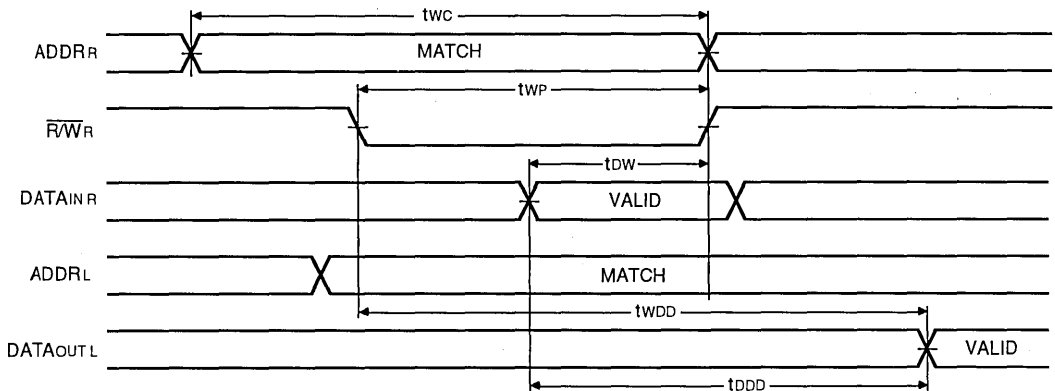 tWC
ADDRR MATCH
tWP
R/WR
tDW
DATAIN R VALID
ADDRL MATCH
tWDD
DATAOUT L VALID
tDDD